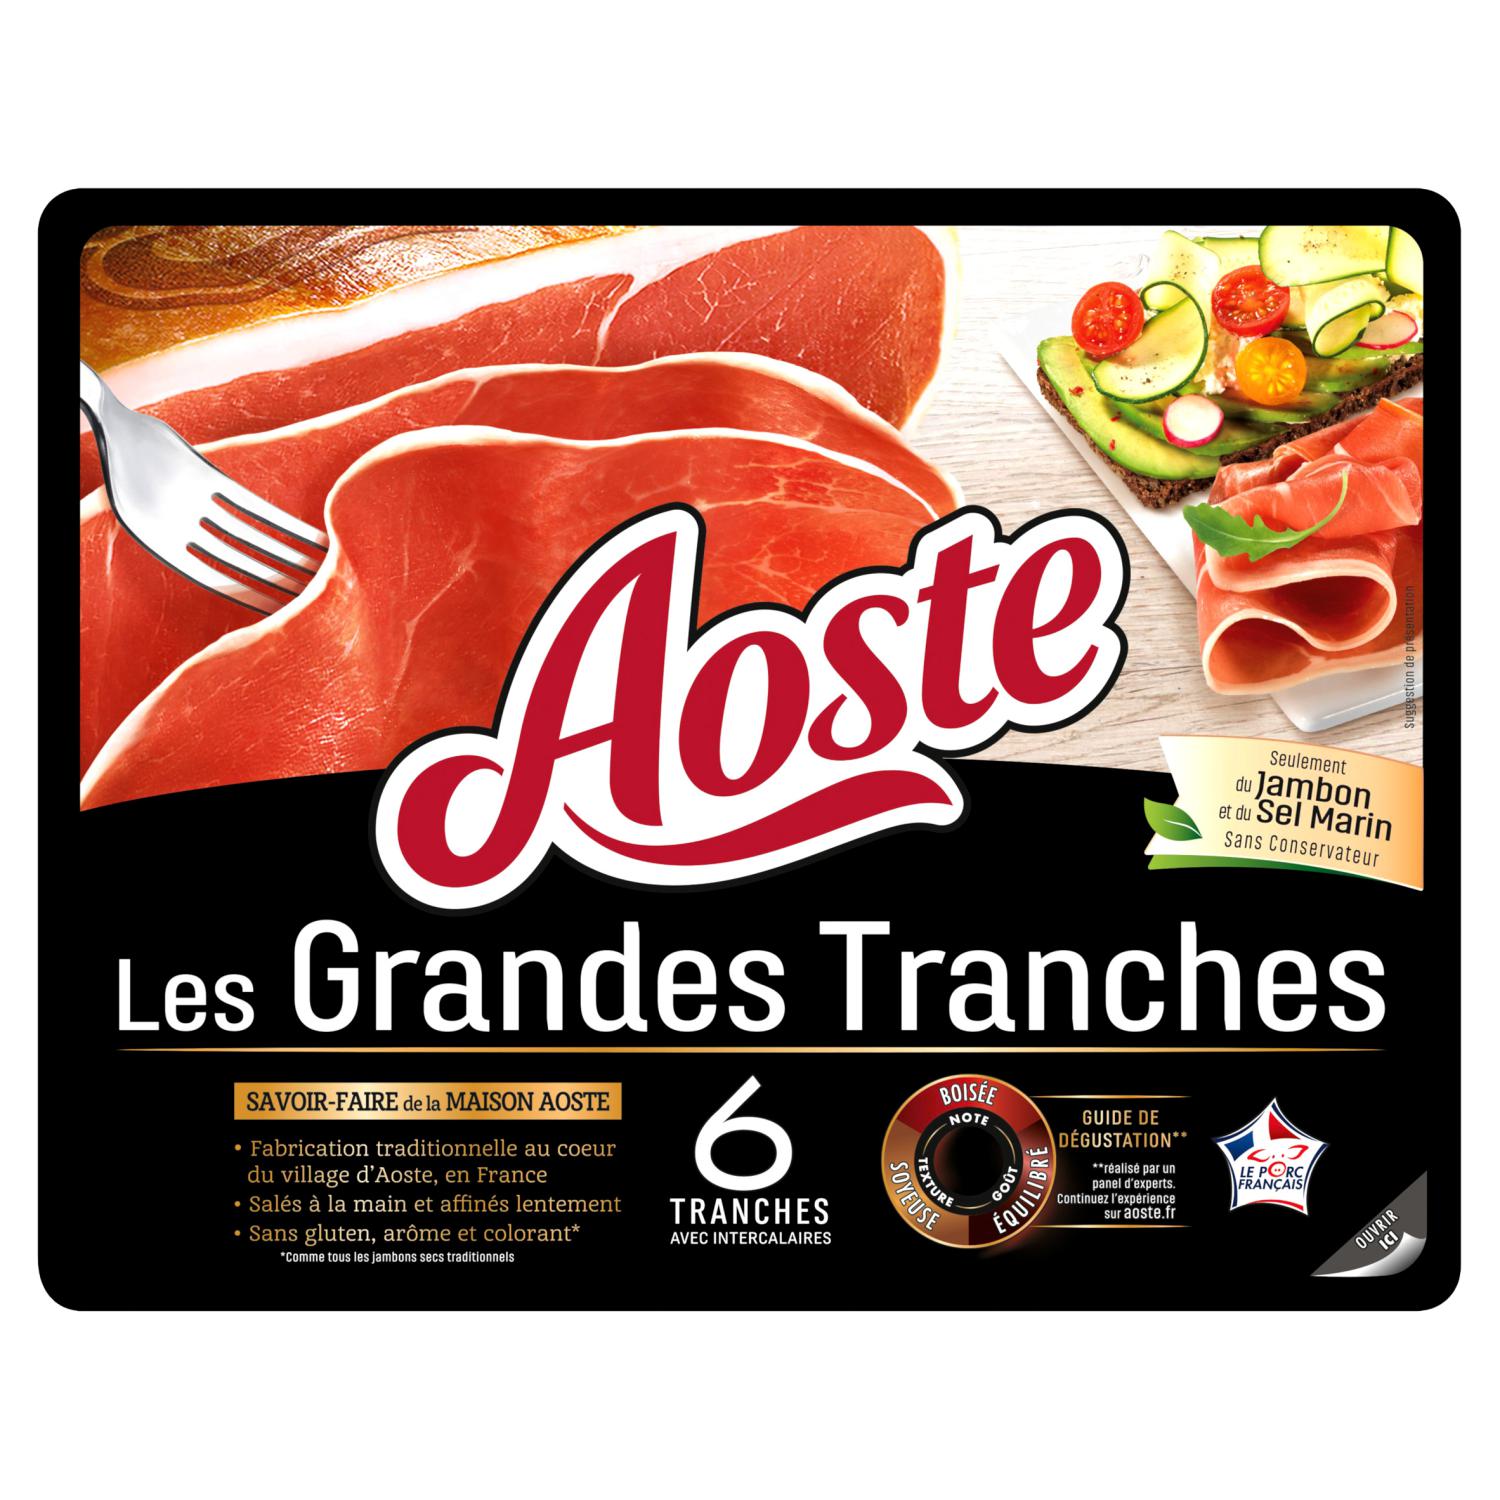 Aoste
Suggestion de présentation
Seulement
du Jambon
et du Sel Marin
Sans Conservateur
Les Grandes Tranches
SAVOIR-FAIRE de la MAISON AOSTE
• Fabrication traditionnelle au coeur
du village d'Aoste, en France
• Salés à la main et affinés lentement
• Sans gluten, arôme et colorant*
*Comme tous les jambons secs traditionnels
6
TRANCHES
AVEC INTERCALAIRES
NOTE
BOISÉE
TEXTURE
SOYEUSE
GOÛT
ÉQUILIBRÉ
GUIDE DE
DÉGUSTATION**
**réalisé par un
panel d'experts.
Continuez l'expérience
sur aoste.fr
LE PORC
FRANÇAIS
OUVRIR
ICI